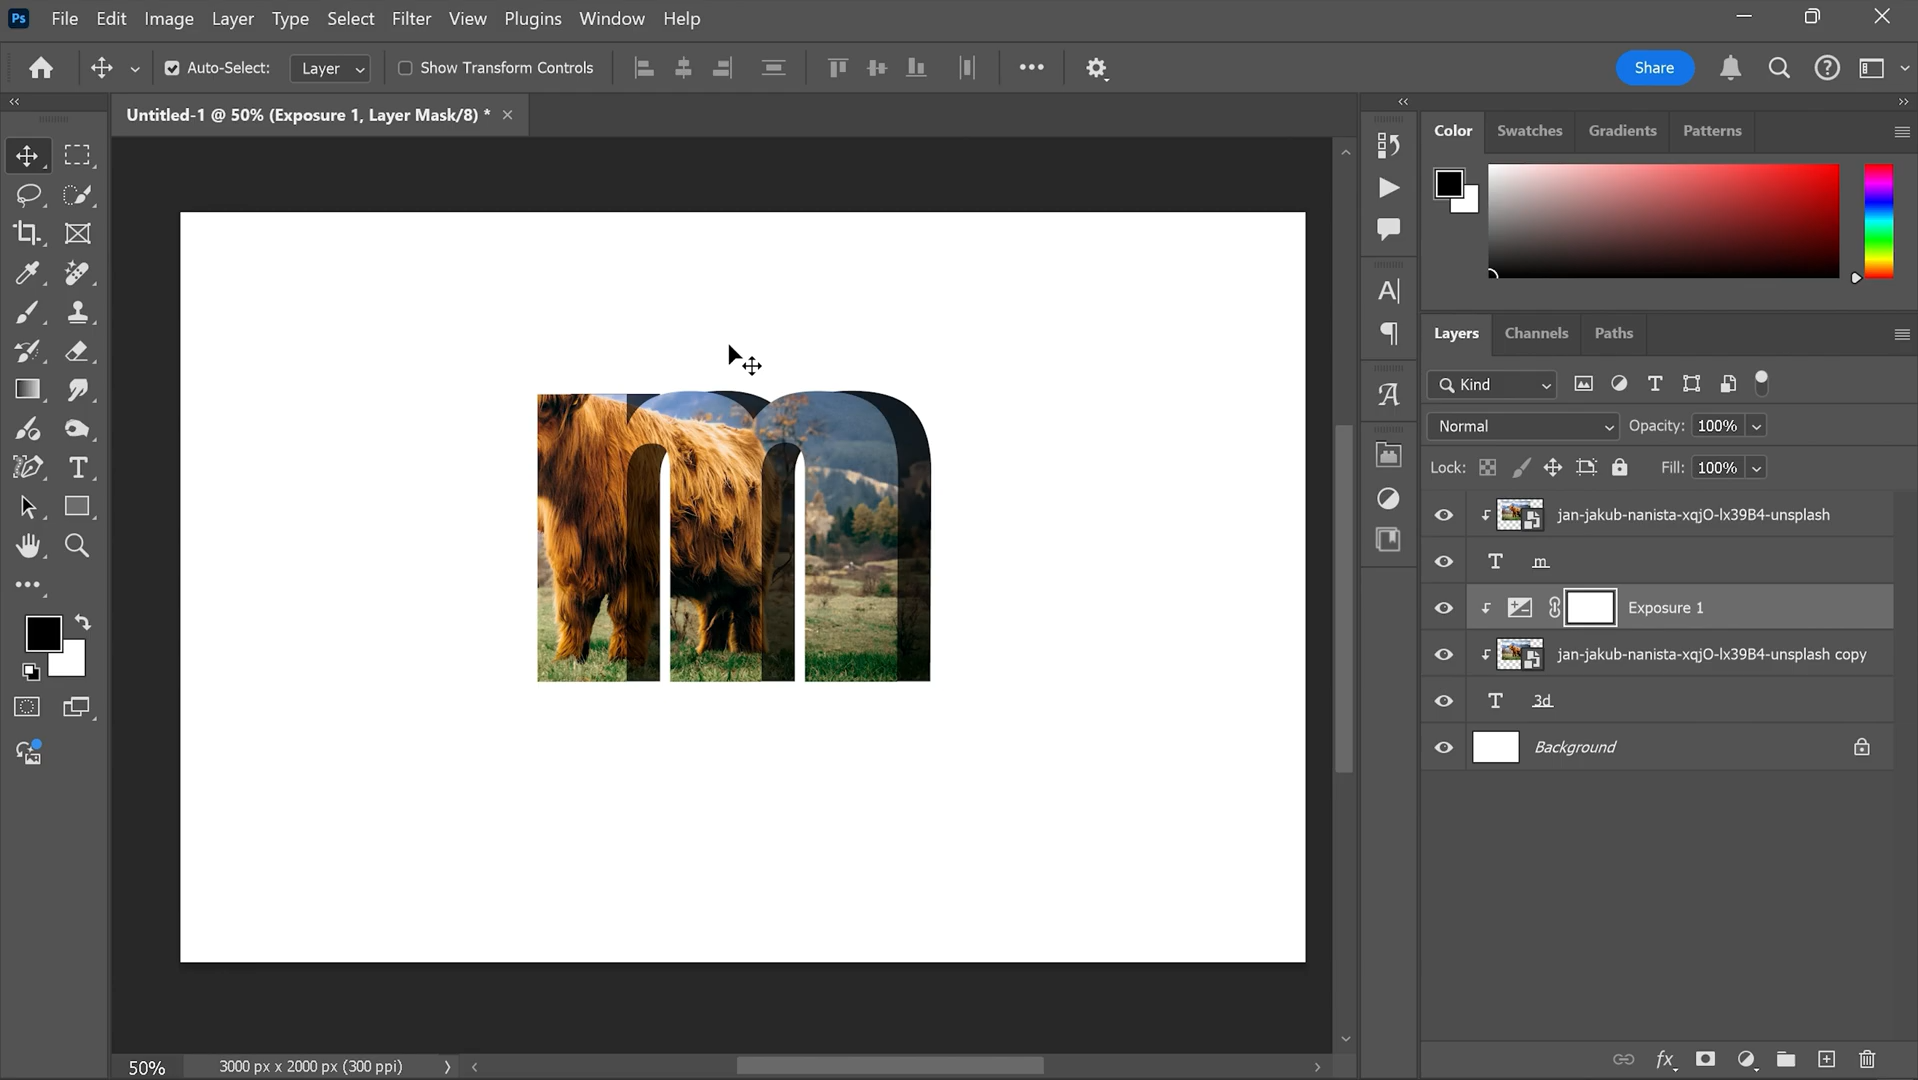 Ps File Edit Image Layer Type Select Filter View Plugins Window Help
Auto-Select: Layer Show Transform Controls Share
Untitled-1 @ 50% (Exposure 1, Layer Mask/8) *
Color Swatches Gradients Patterns
Layers Channels Paths
Kind
Normal Opacity: 100%
Lock: Fill: 100%
jan-jakub-nanista-xqjO-lx39B4-unsplash
m
Exposure 1
jan-jakub-nanista-xqjO-lx39B4-unsplash copy
3d
Background
m
50% 3000 px x 2000 px (300 ppi)
fx